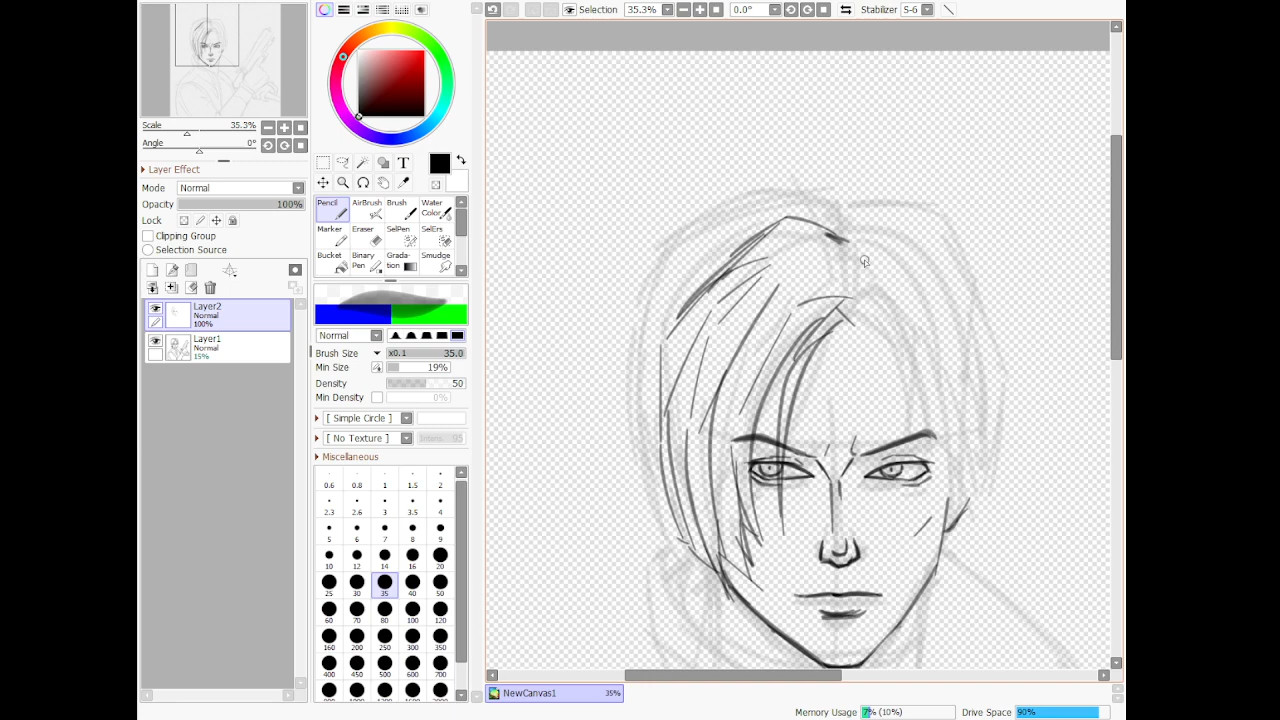 Selection 35.3% 0.0° Stabilizer S-6
Scale 35.3%
Angle 0°
Layer Effect
Mode Normal
Opacity 100%
Lock
Clipping Group
Selection Source
Layer2
Normal
100%
Layer1
Normal
15%
T
Pencil AirBrush Brush Water Color
Marker Eraser SelPen SelErs
Bucket Binary Pen Grada-tion Smudge
Normal
Brush Size x0.1 35.0
Min Size 19%
Density 50
Min Density 0%
[ Simple Circle ]
[ No Texture ] 95
Miscellaneous
0.6 0.8 1 1.5 2
2.3 2.6 3 3.5 4
5 6 7 8 9
10 12 14 16 20
25 30 35 40 50
60 70 80 100 120
160 200 250 300 350
400 450 500 600 700
NewCanvas1 35%
Memory Usage 7% (10%) Drive Space 90%